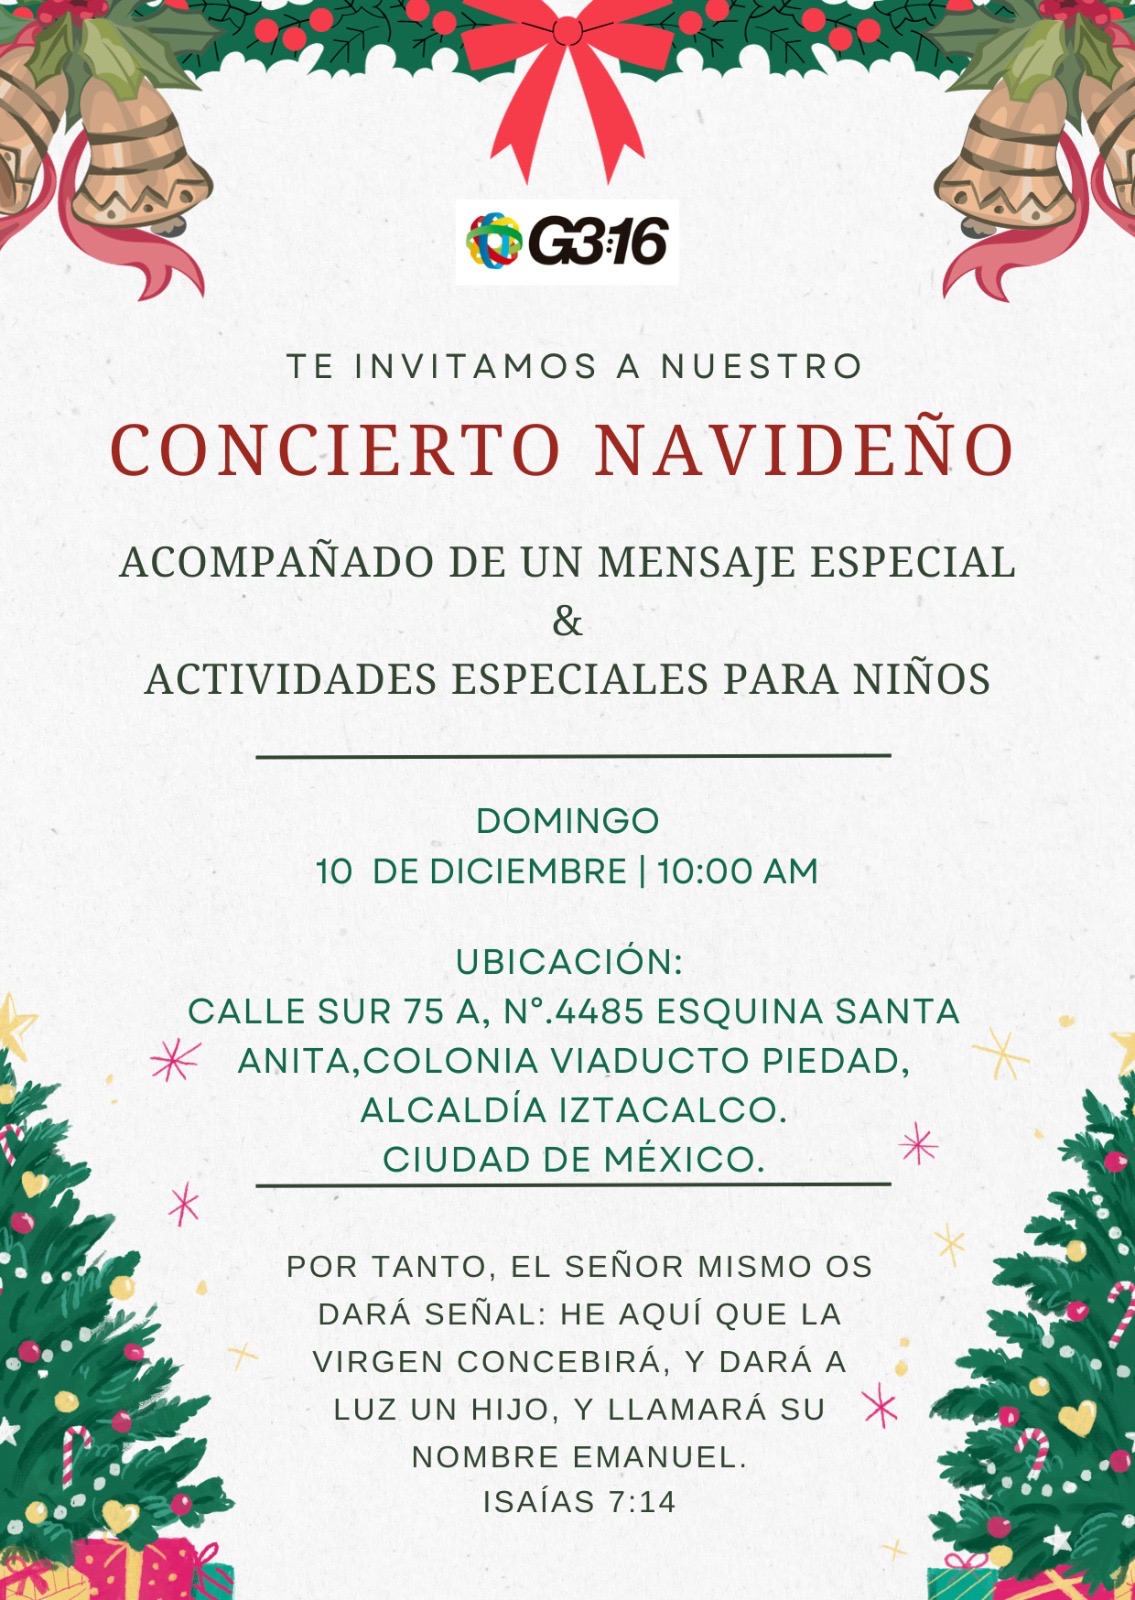 G3:16
TE INVITAMOS A NUESTRO
CONCIERTO NAVIDEÑO
ACOMPAÑADO DE UN MENSAJE ESPECIAL
&
ACTIVIDADES ESPECIALES PARA NIÑOS
DOMINGO
10 DE DICIEMBRE | 10:00 AM
UBICACIÓN:
CALLE SUR 75 A, N°.4485 ESQUINA SANTA
ANITA,COLONIA VIADUCTO PIEDAD,
ALCALDÍA IZTACALCO.
CIUDAD DE MÉXICO.
POR TANTO, EL SEÑOR MISMO OS
DARÁ SEÑAL: HE AQUÍ QUE LA
VIRGEN CONCEBIRÁ, Y DARÁ A
LUZ UN HIJO, Y LLAMARÁ SU
NOMBRE EMANUEL.
ISAÍAS 7:14